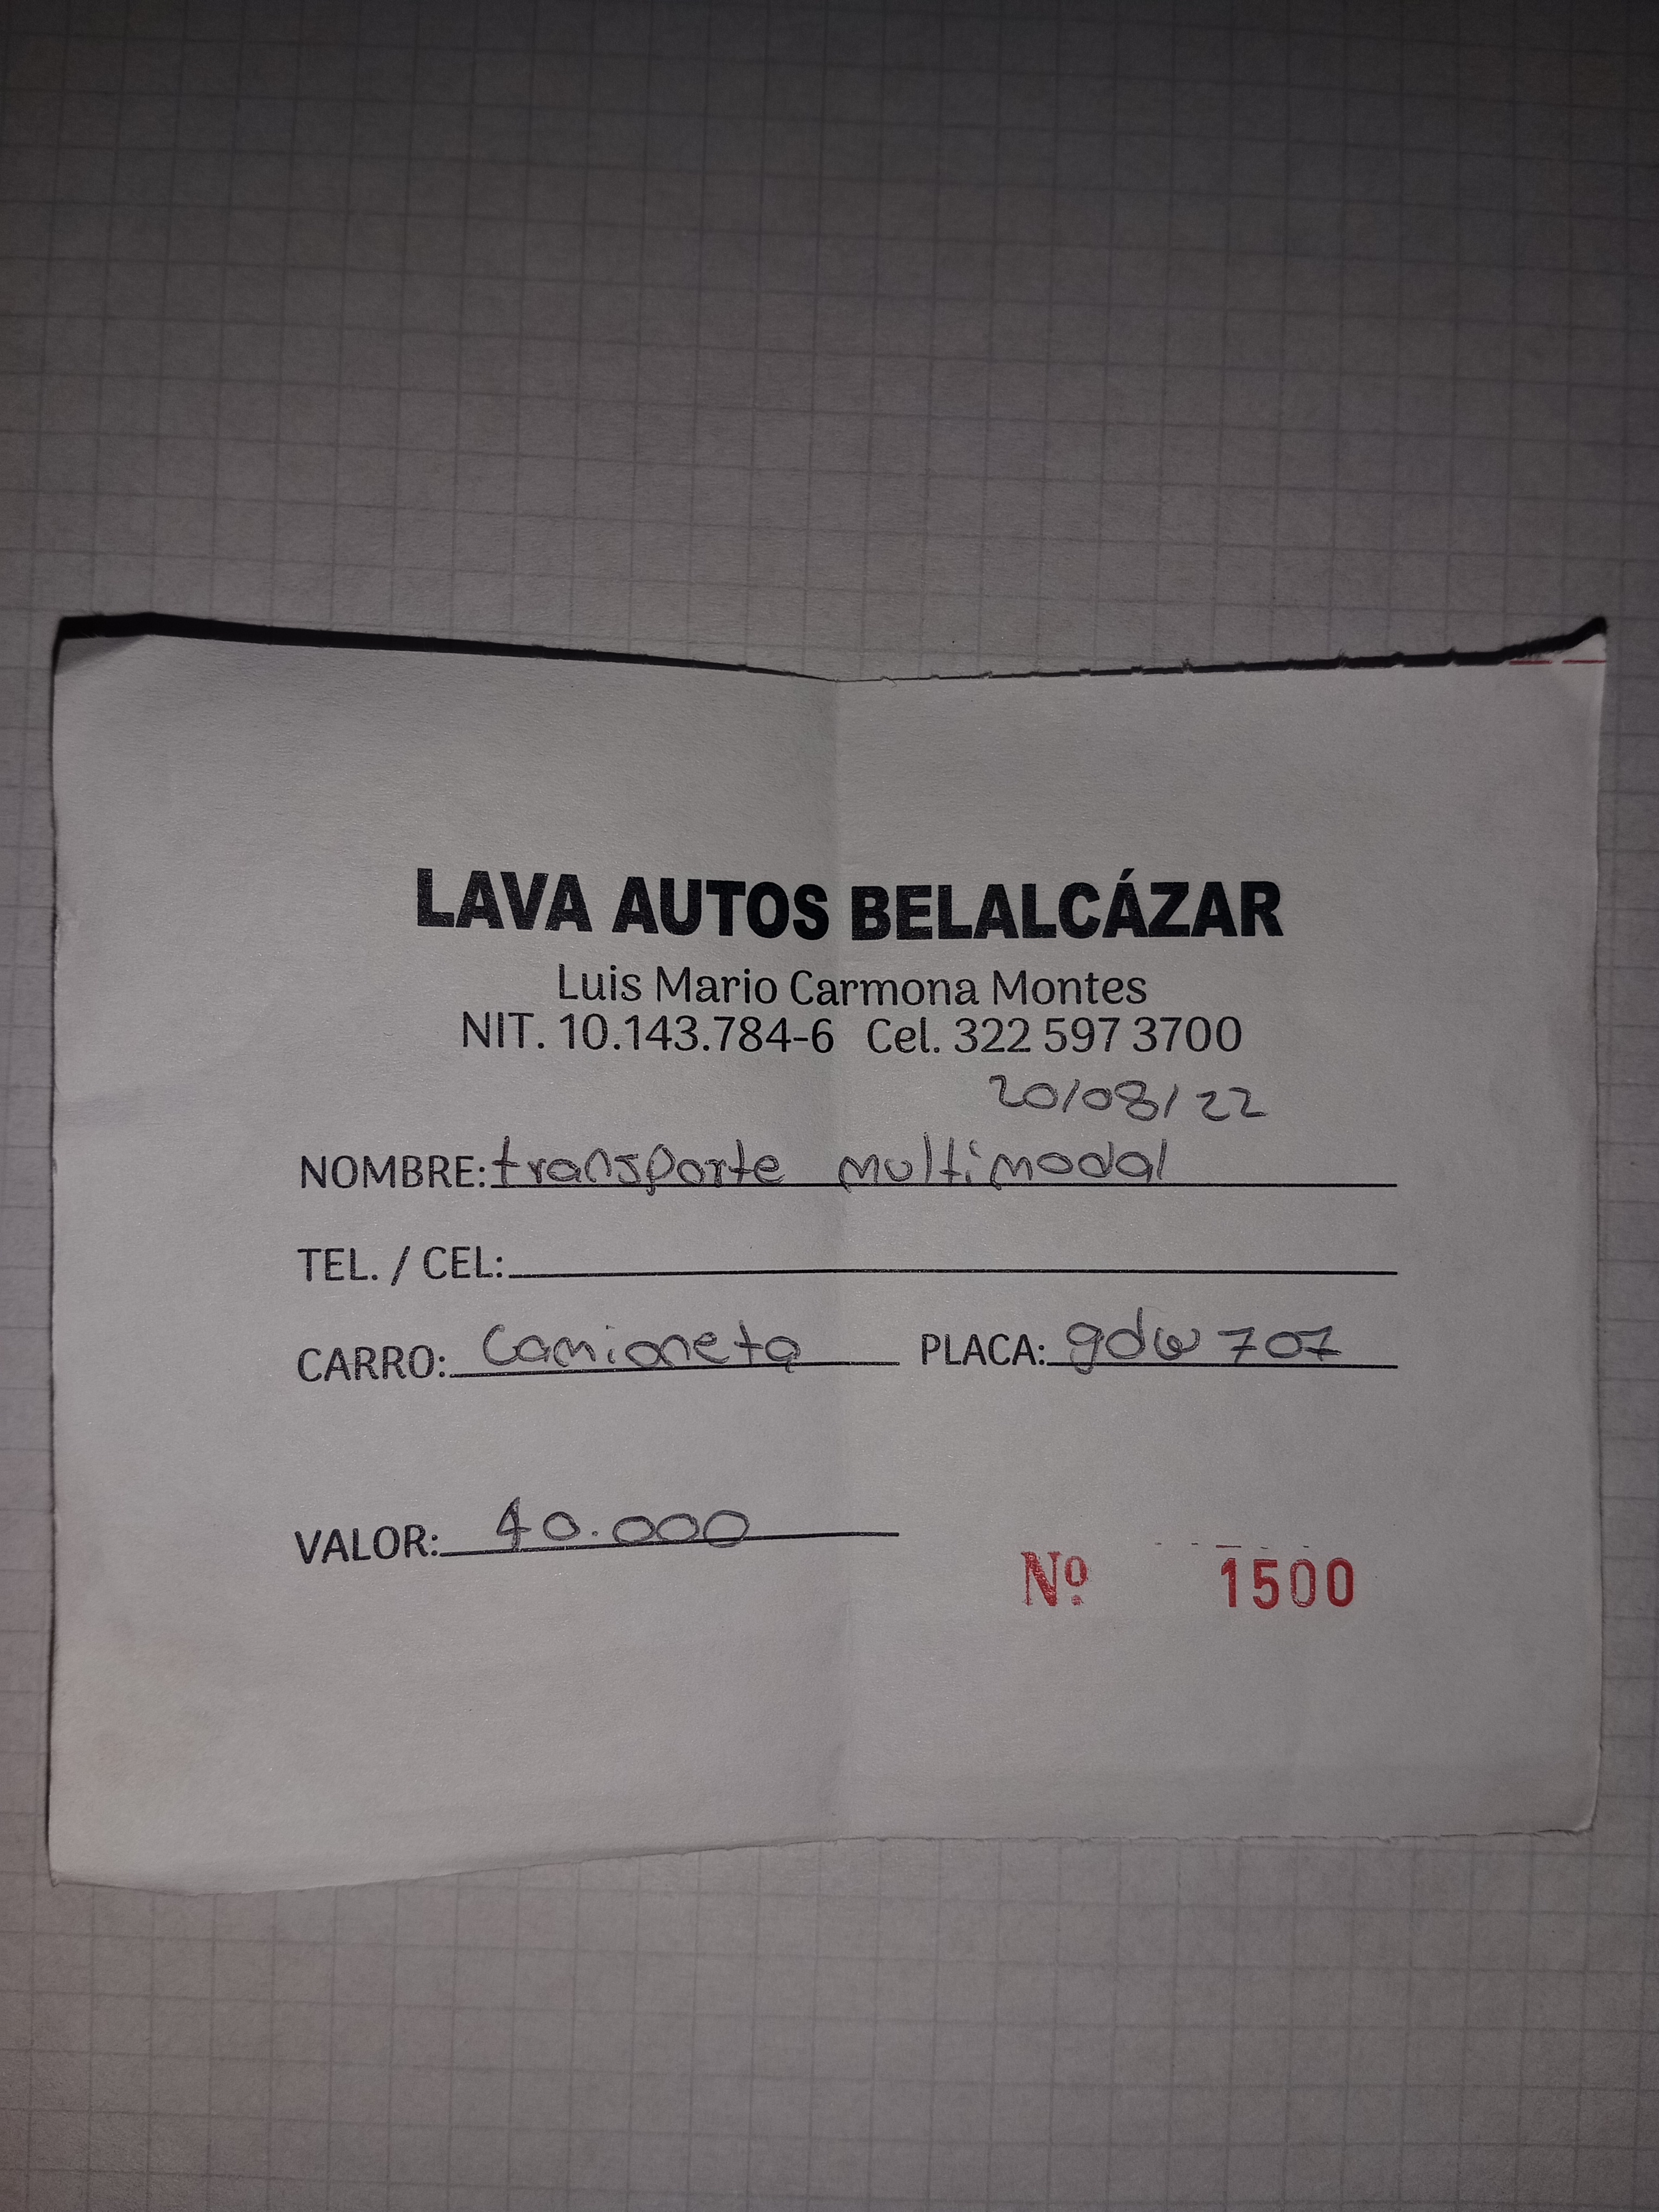 LAVA AUTOS BELALCÁZAR
Luis Mario Carmona Montes
NIT. 10.143.784-6 Cel. 322 597 3700
20/08/22
NOMBRE: transporte multimodal
TEL. / CEL:
CARRO: Camioneta PLACA: gdw 707
VALOR: 40.000
Nº 1500